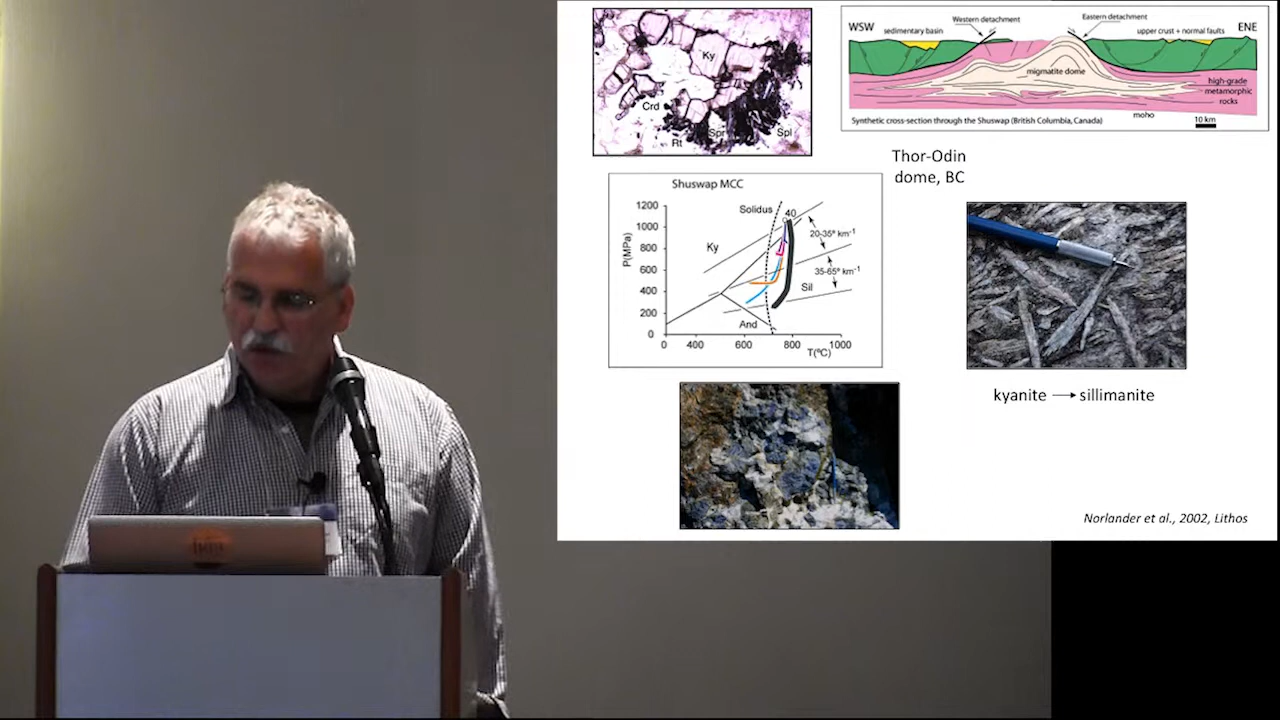 Ky
Crd
Spr
Spl
Rt
WSW
ENE
sedimentary basin
Western detachment
Eastern detachment
upper crust + normal faults
migmatite dome
high-grade
metamorphic
rocks
moho
Synthetic cross-section through the Shuswap (British Columbia, Canada)
10 km
Thor-Odin
dome, BC
Shuswap MCC
P(MPa)
1200
1000
800
600
400
200
0
Solidus
40
20-35º km⁻¹
35-65º km⁻¹
Ky
Sil
And
0
400
600
800
1000
T(ºC)
kyanite → sillimanite
Norlander et al., 2002, Lithos